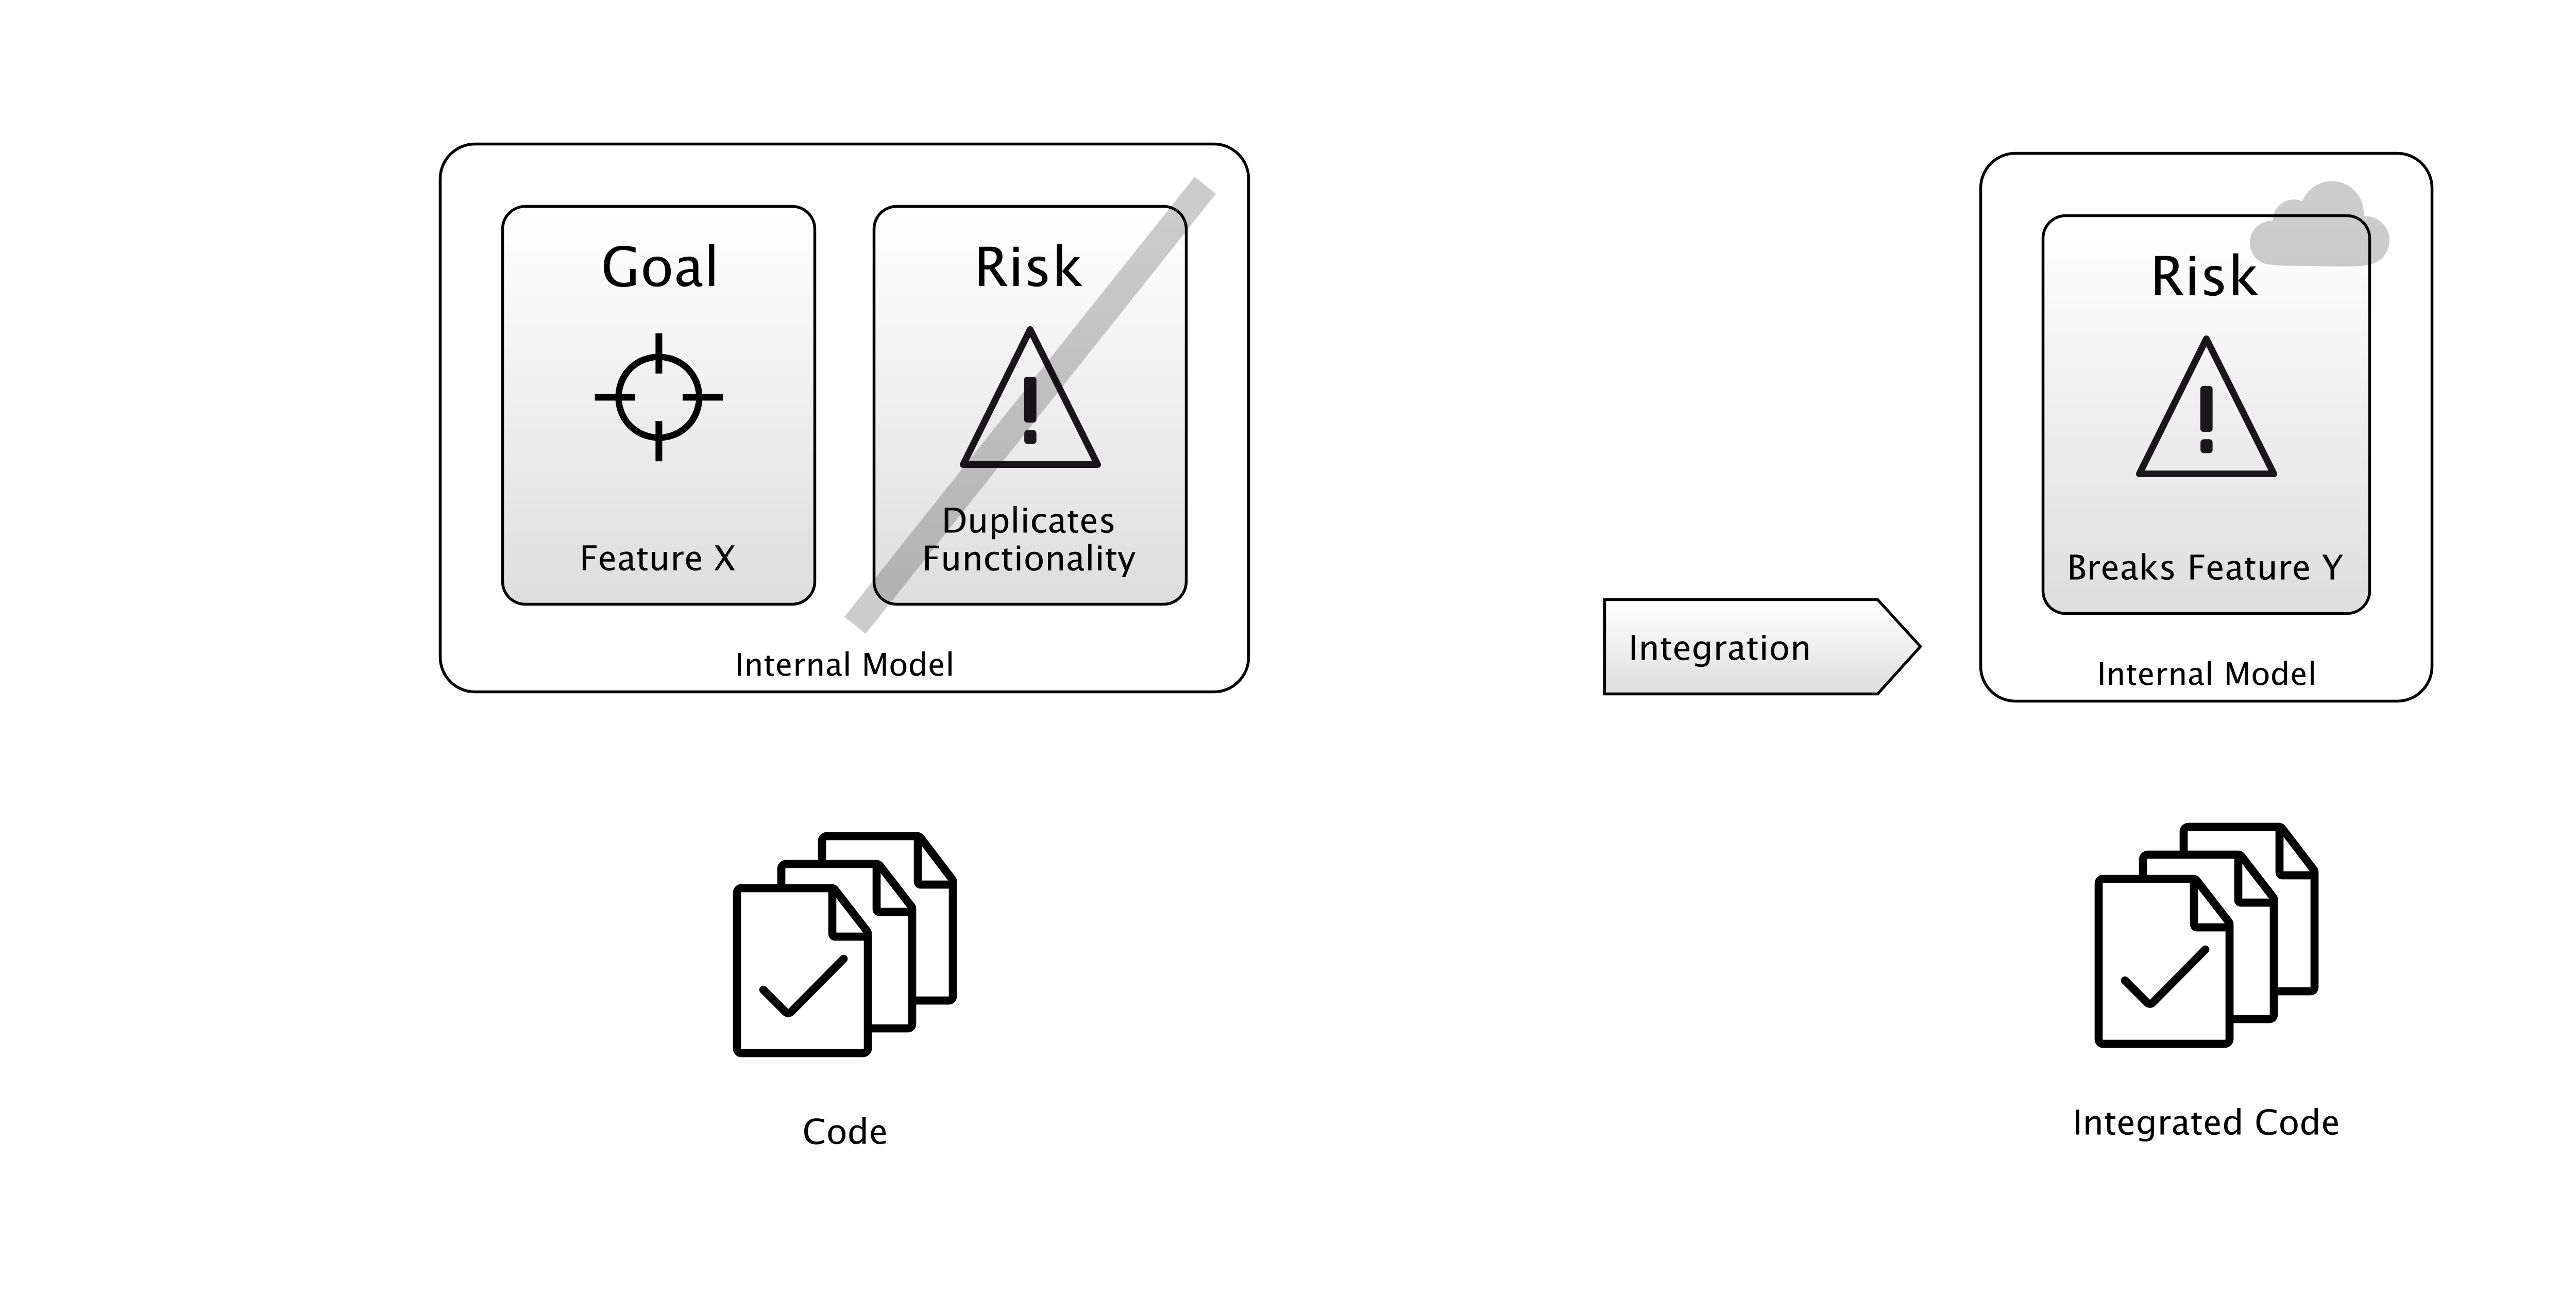 Goal
Feature X
Risk
Duplicates
Functionality
Internal Model
Code
Integration
Risk
Breaks Feature Y
Internal Model
Integrated Code